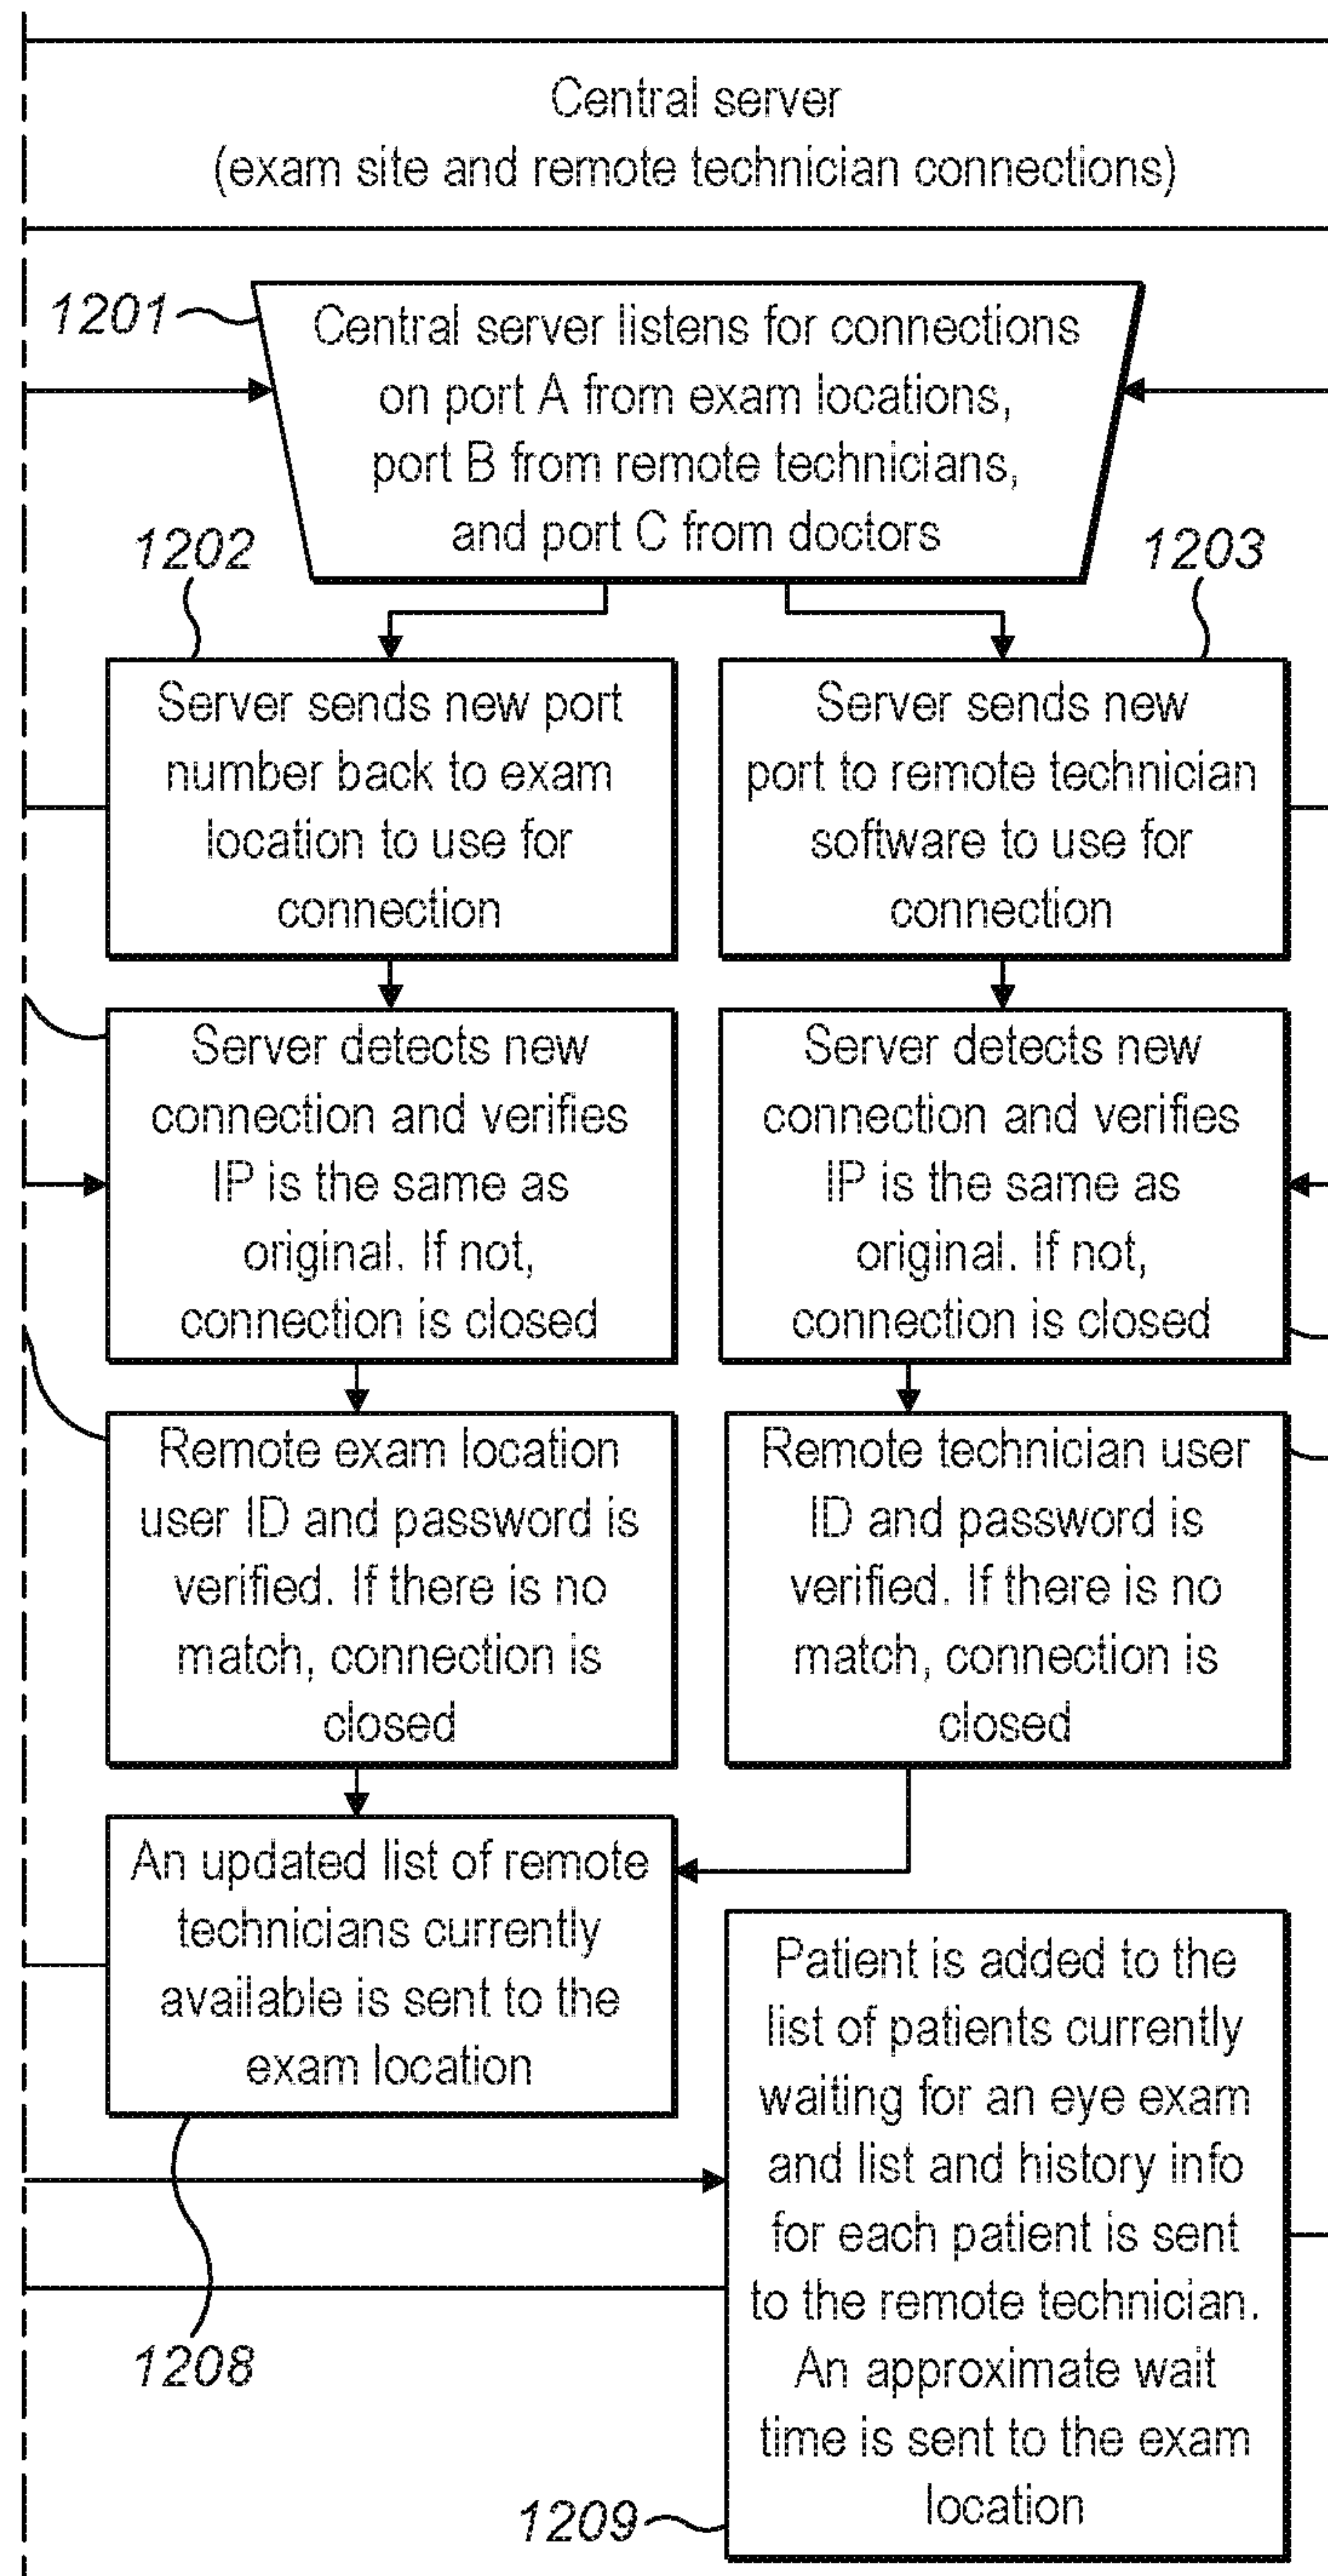 Central server
(exam site and remote technician connections)
1201
Central server listens for connections
on port A from exam locations,
port B from remote technicians,
and port C from doctors
1202
1203
Server sends new port
number back to exam
location to use for
connection
Server sends new
port to remote technician
software to use for
connection
Server detects new
connection and verifies
IP is the same as
original. If not,
connection is closed
Server detects new
connection and verifies
IP is the same as
original. If not,
connection is closed
Remote exam location
user ID and password is
verified. If there is no
match, connection is
closed
Remote technician user
ID and password is
verified. If there is no
match, connection is
closed
An updated list of remote
technicians currently
available is sent to the
exam location
1208
Patient is added to the
list of patients currently
waiting for an eye exam
and list and history info
for each patient is sent
to the remote technician.
An approximate wait
time is sent to the exam
location
1209